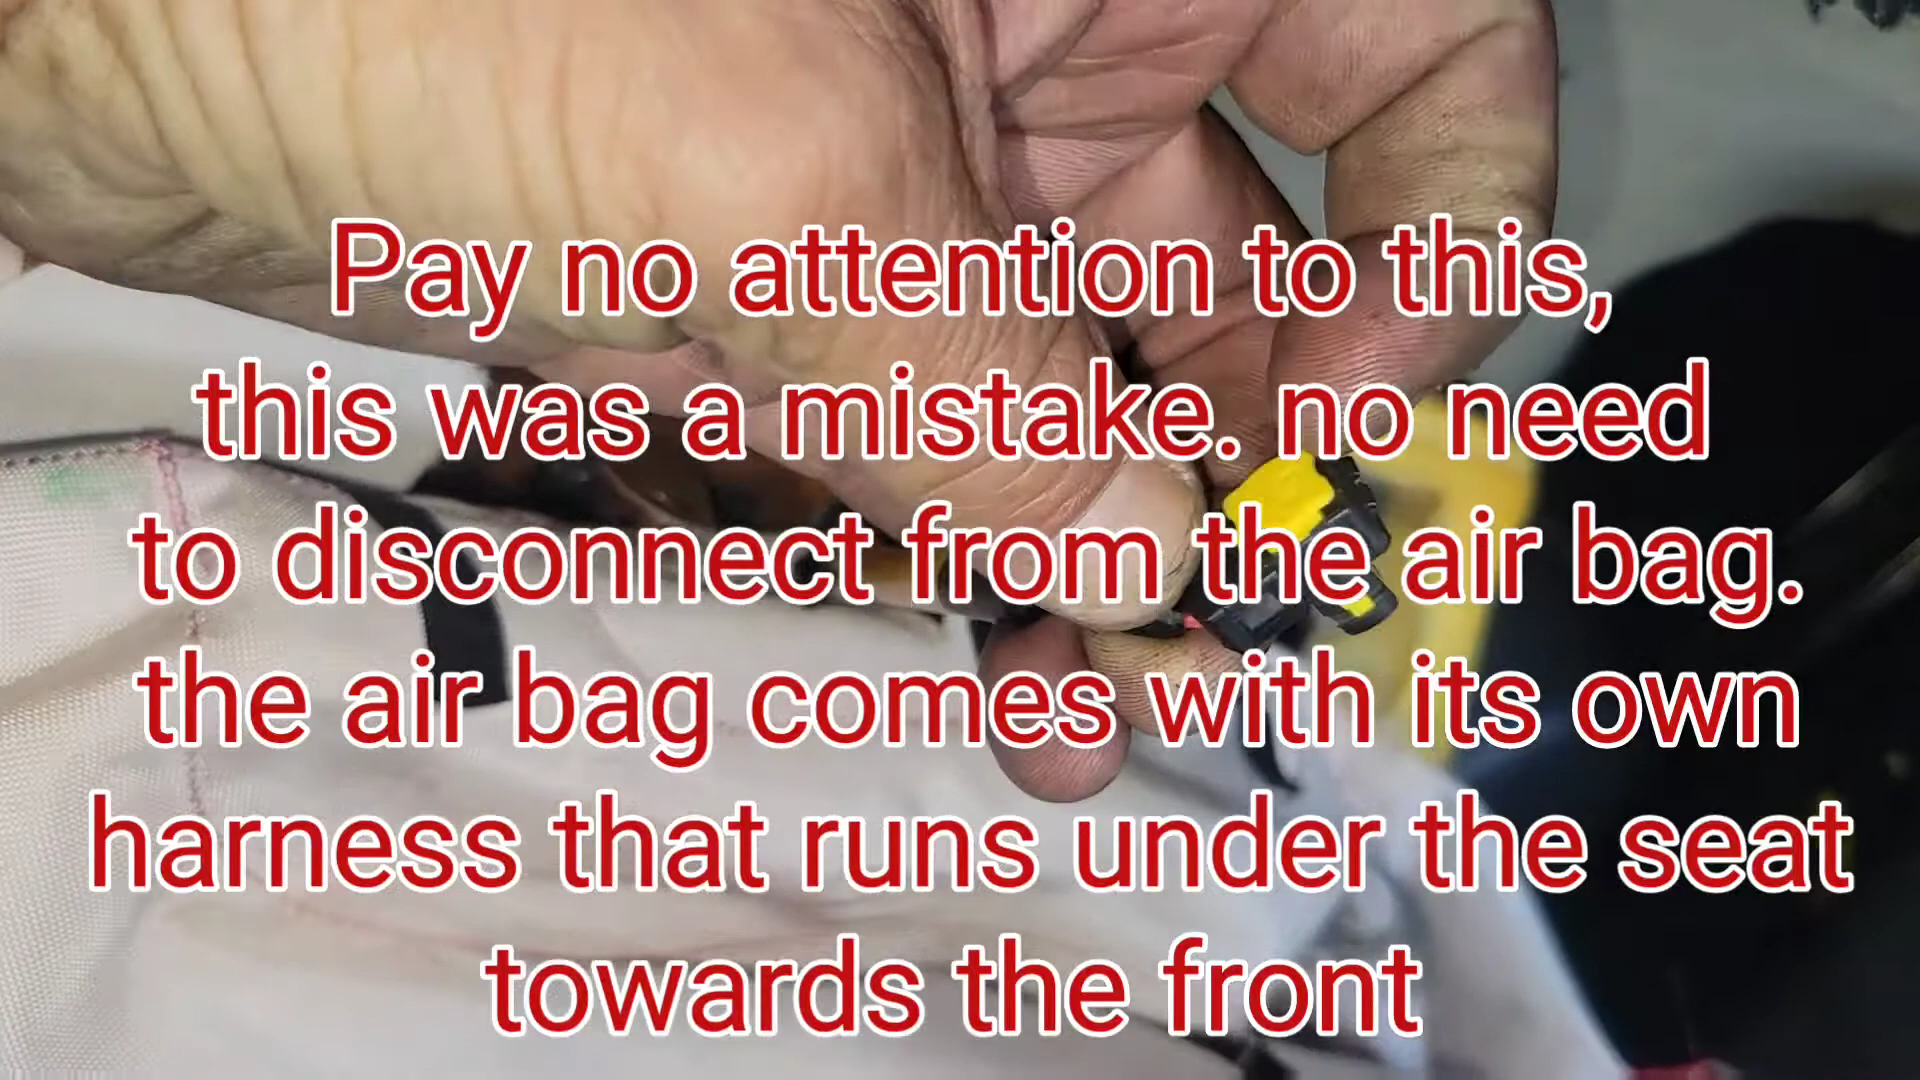 Pay no attention to this,
this was a mistake. no need
to disconnect from the air bag.
the air bag comes with its own
harness that runs under the seat
towards the front